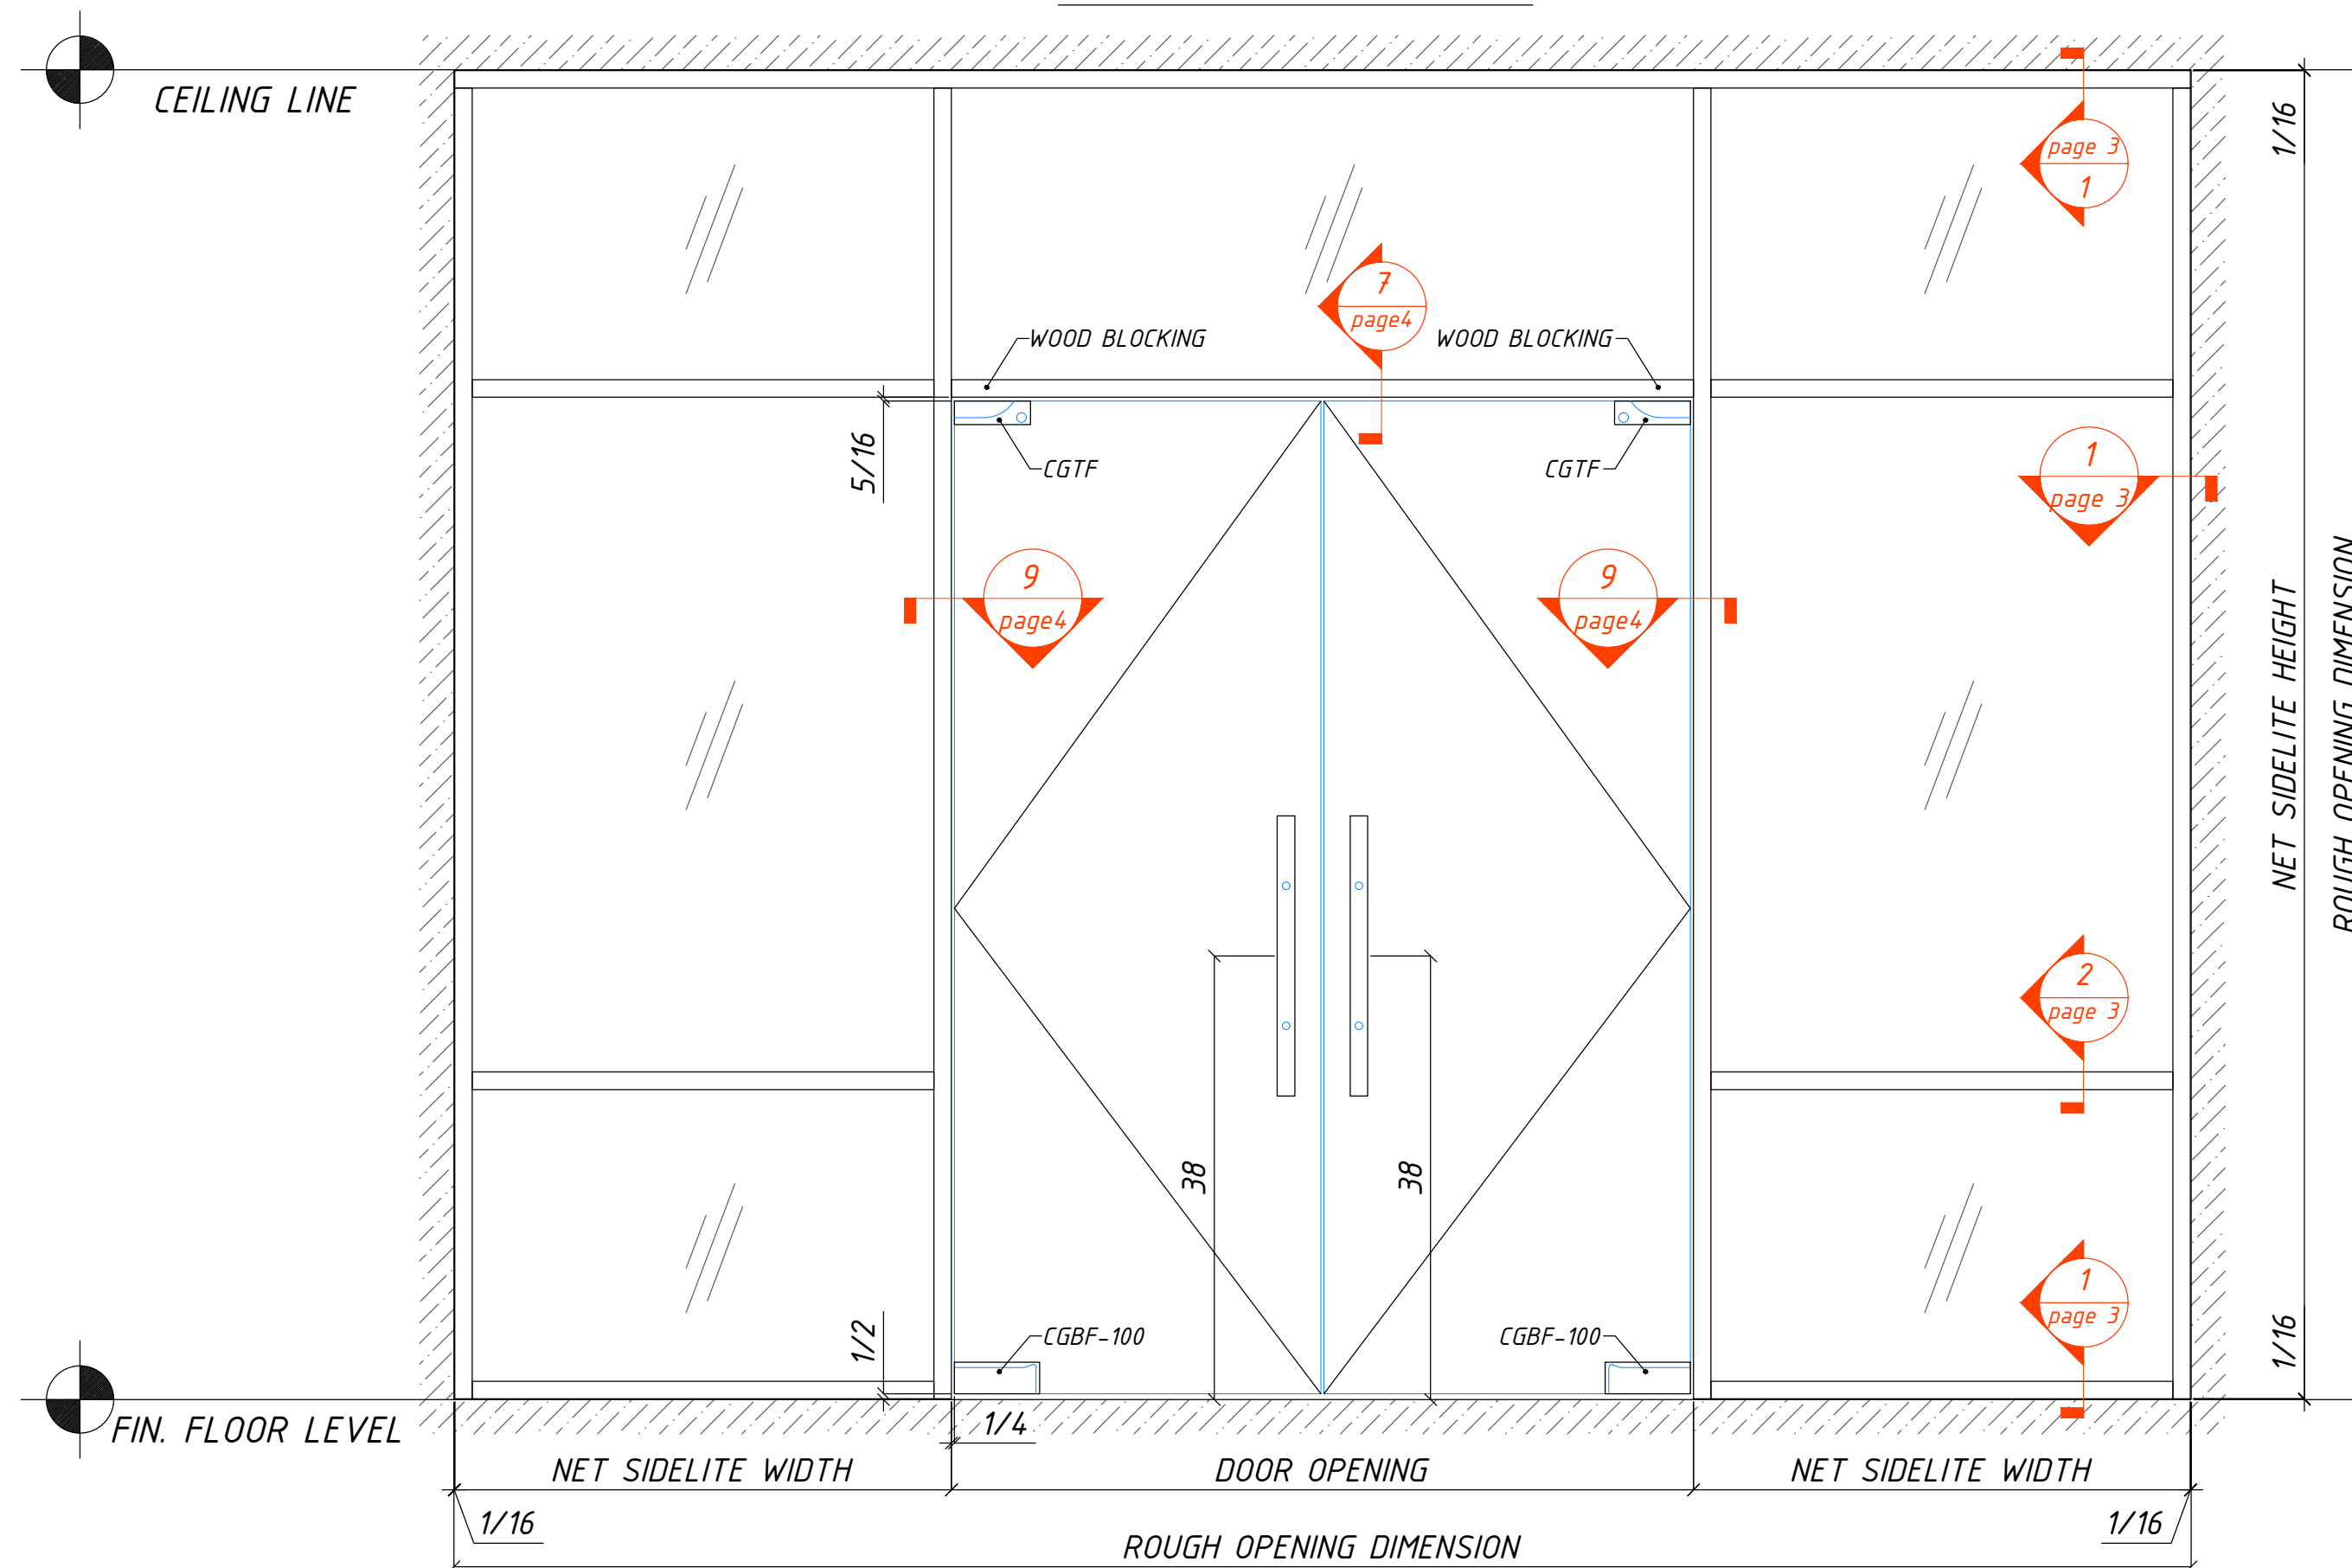 CEILING LINE
1/16
page 3
1
7
page4
WOOD BLOCKING
WOOD BLOCKING
5/16
CGTF
CGTF
1
page 3
9
page4
9
page4
NET SIDELITE HEIGHT
ROUGH OPENING DIMENSION
2
page 3
38
38
1
page 3
1/2
CGBF-100
CGBF-100
1/16
FIN. FLOOR LEVEL
1/4
NET SIDELITE WIDTH
DOOR OPENING
NET SIDELITE WIDTH
1/16
1/16
ROUGH OPENING DIMENSION